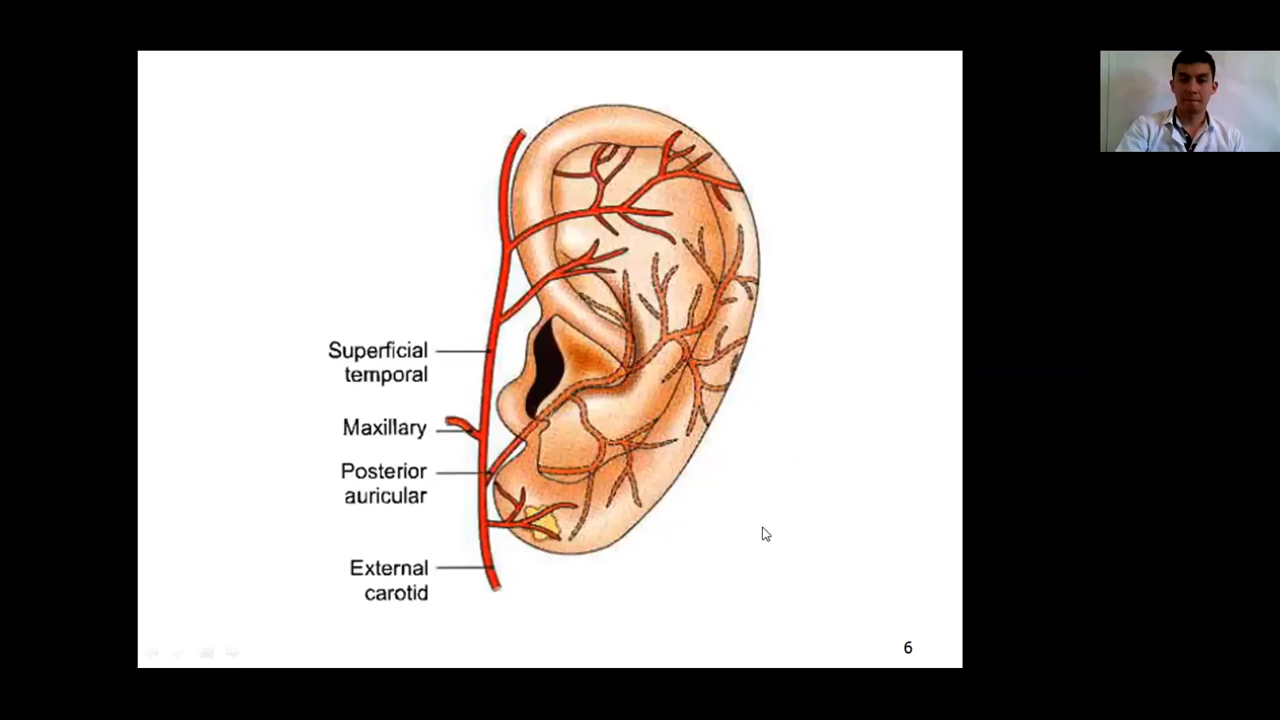 Superficial
temporal
Maxillary
Posterior
auricular
External
carotid
6